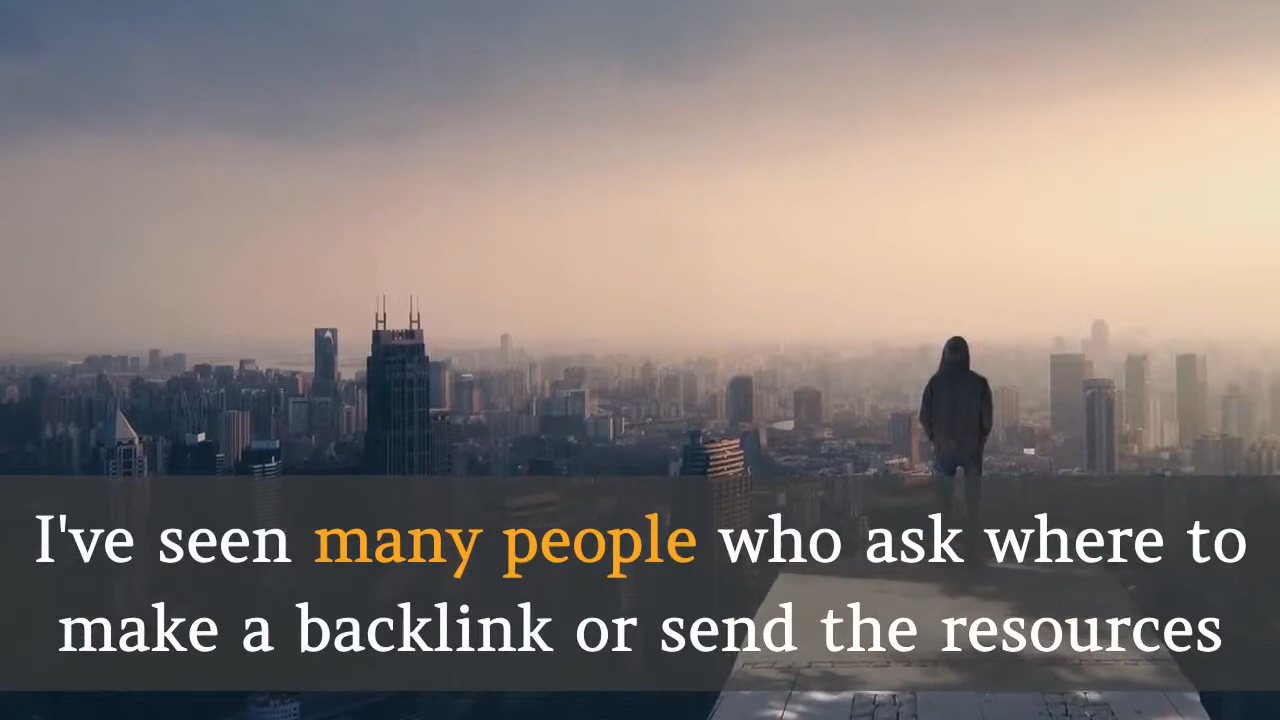 I've seen many people who ask where to
make a backlink or send the resources